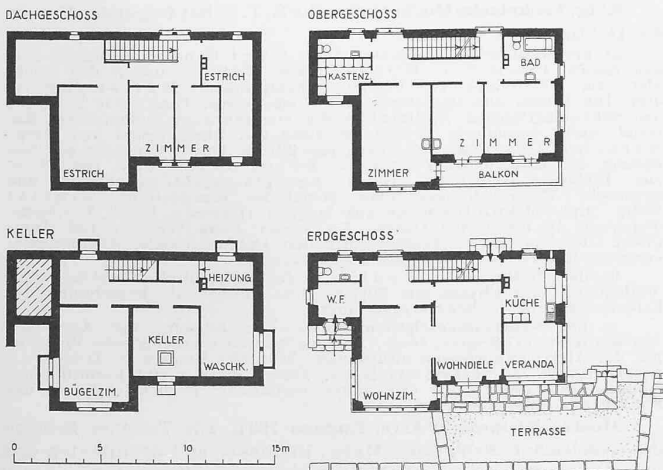 DACHGESCHOSS
ESTRICH
ZIMMER
ESTRICH
OBERGESCHOSS
KASTENZ.
BAD
ZIMMER
ZIMMER
BALKON
KELLER
HEIZUNG
KELLER
WASCHK.
BÜGELZIM.
ERDGESCHOSS
W.F.
KÜCHE
WOHNDIELE
VERANDA
WOHNZIM.
TERRASSE
0 5 10 15m